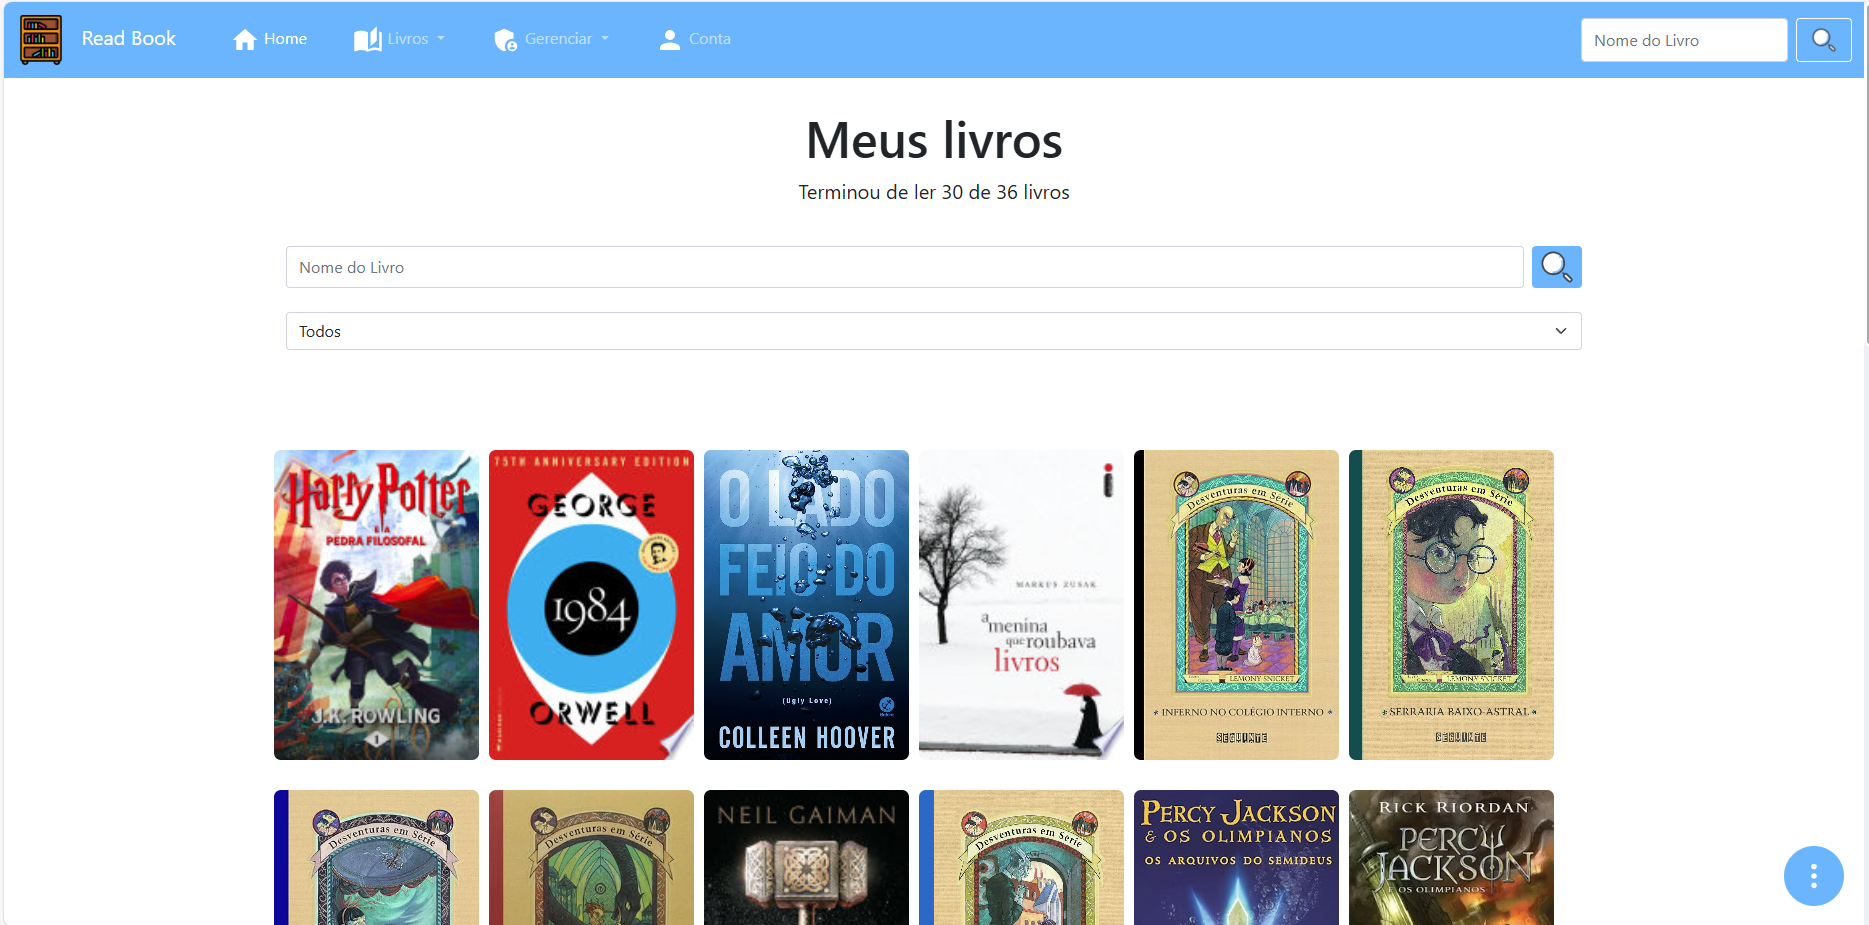 Read Book
Home
Livros
Gerenciar
Conta
Nome do Livro
Meus livros
Terminou de ler 30 de 36 livros
Nome do Livro
Todos
Harry Potter
E A
PEDRA FILOSOFAL
J.K. ROWLING
1
75TH ANNIVERSARY EDITION
GEORGE
1984
ORWELL
O LADO
FEIO DO
AMOR
(Ugly Love)
COLLEEN HOOVER
MARKUS ZUSAK
a menina
que roubava
livros
Desventuras em Série
LEMONY SNICKET
INFERNO NO COLÉGIO INTERNO
SEGUINTE
Desventuras em Série
LEMONY SNICKET
SERRARIA BAIXO-ASTRAL
SEGUINTE
Desventuras em Série
Desventuras em Série
NEIL GAIMAN
Desventuras em Série
PERCY JACKSON
& OS OLIMPIANOS
OS ARQUIVOS DO SEMIDEUS
RICK RIORDAN
PERCY
JACKSON
E OS OLIMPIANOS